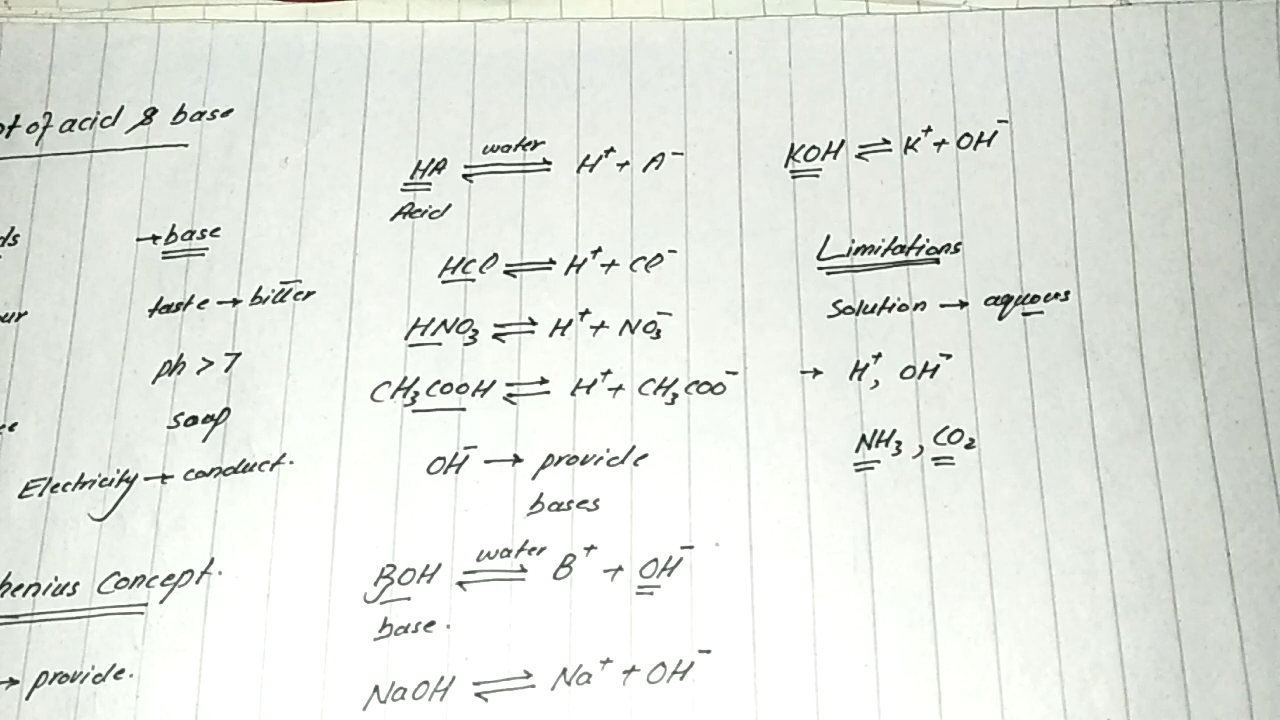 of acid & base
→ base
taste → bitter
ph > 7
soap
Electricity → conduct.
Concept.
→ provide.
HA ⇌ H⁺ + A⁻
water
Acid
HCl ⇌ H⁺ + Cl⁻
HNO₃ ⇌ H⁺ + NO₃⁻
CH₃COOH ⇌ H⁺ + CH₃COO⁻
OH⁻ → provide
bases
water
BOH ⇌ B⁺ + OH⁻
base.
NaOH ⇌ Na⁺ + OH⁻
KOH ⇌ K⁺ + OH⁻
Limitations
Solution → aquous
→ H⁺, OH⁻
NH₃, CO₂